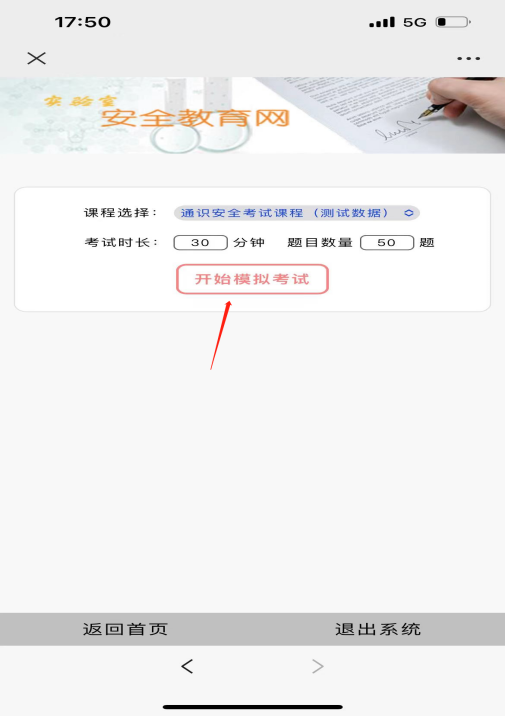 17:50
5G
实验室
安全教育网
课程选择： 通识安全考试课程（测试数据）
考试时长： 30 分钟 题目数量 50 题
开始模拟考试
返回首页 退出系统